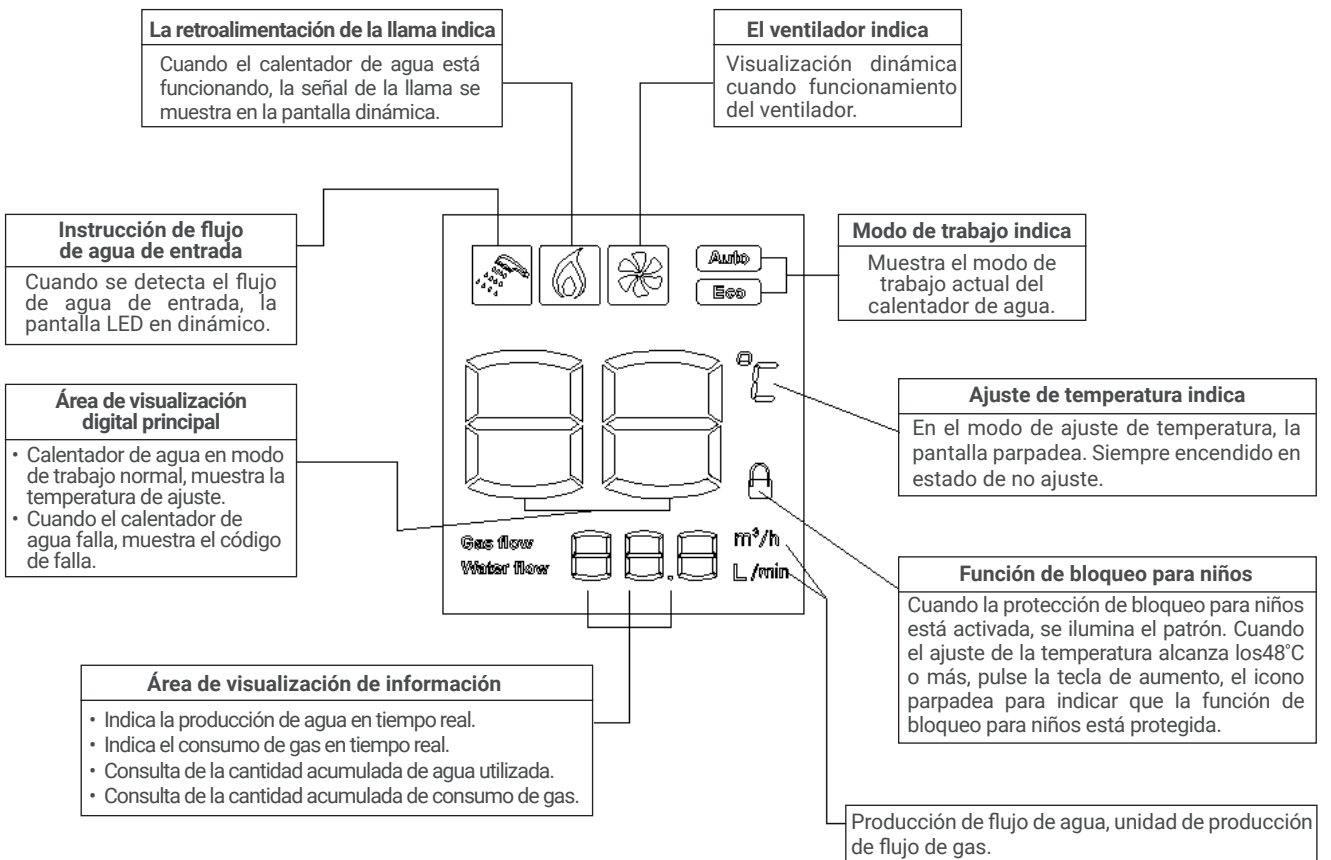 La retroalimentación de la llama indica
Cuando el calentador de agua está
funcionando, la señal de la llama se
muestra en la pantalla dinámica.
El ventilador indica
Visualización dinámica
cuando funcionamiento
del ventilador.
Instrucción de flujo
de agua de entrada
Cuando se detecta el flujo
de agua de entrada, la
pantalla LED en dinámico.
Auto
Eco
Modo de trabajo indica
Muestra el modo de
trabajo actual del
calentador de agua.
Área de visualización
digital principal
• Calentador de agua en modo
de trabajo normal, muestra la
temperatura de ajuste.
• Cuando el calentador de
agua falla, muestra el código
de falla.
88
°C
Ajuste de temperatura indica
En el modo de ajuste de temperatura, la
pantalla parpadea. Siempre encendido en
estado de no ajuste.
Gas flow
Water flow
88.8
m³/h
L/min
Función de bloqueo para niños
Cuando la protección de bloqueo para niños
está activada, se ilumina el patrón. Cuando
el ajuste de la temperatura alcanza los48°C
o más, pulse la tecla de aumento, el icono
parpadea para indicar que la función de
bloqueo para niños está protegida.
Área de visualización de información
• Indica la producción de agua en tiempo real.
• Indica el consumo de gas en tiempo real.
• Consulta de la cantidad acumulada de agua utilizada.
• Consulta de la cantidad acumulada de consumo de gas.
Producción de flujo de agua, unidad de producción
de flujo de gas.